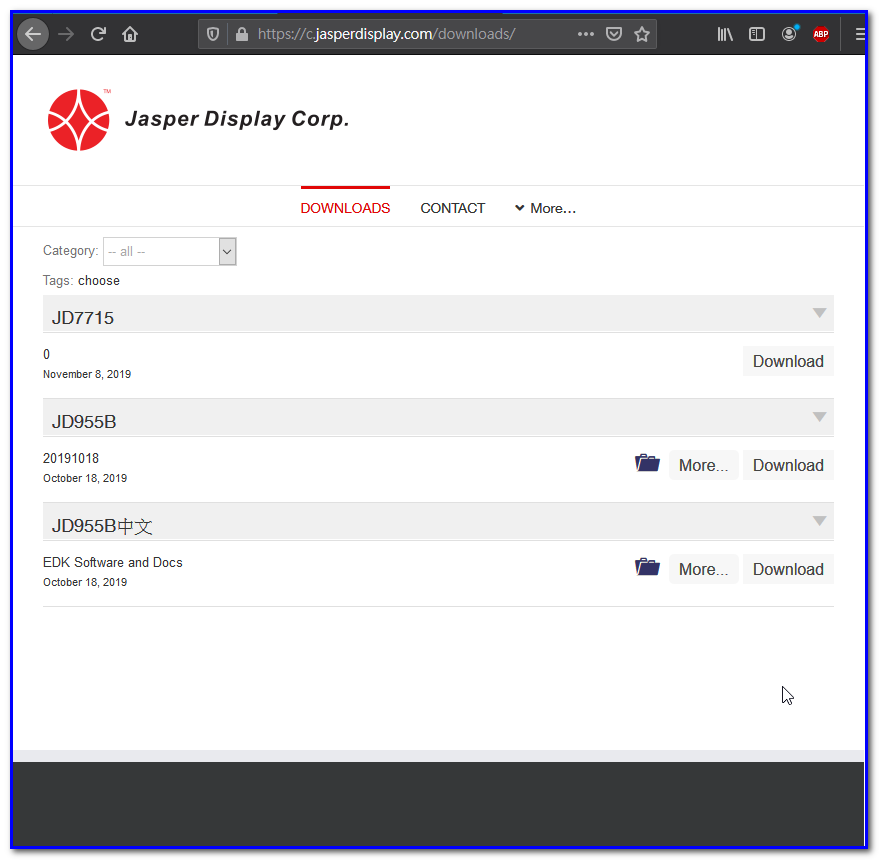 https://c.jasperdisplay.com/downloads/
ABP
Jasper Display Corp.
TM
DOWNLOADS
CONTACT
More...
Category: -- all --
Tags: choose
JD7715
0
November 8, 2019
Download
JD955B
20191018
October 18, 2019
More...
Download
JD955B中文
EDK Software and Docs
October 18, 2019
More...
Download